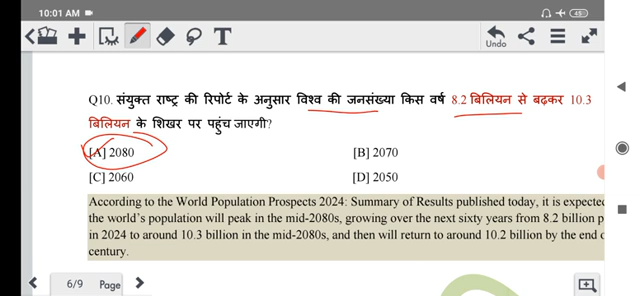 10:01 AM
45
T
Undo
Q10. संयुक्त राष्ट्र की रिपोर्ट के अनुसार विश्व की जनसंख्या किस वर्ष 8.2 बिलियन से बढ़कर 10.3
बिलियन के शिखर पर पहुंच जाएगी?
[A] 2080 [B] 2070
[C] 2060 [D] 2050
According to the World Population Prospects 2024: Summary of Results published today, it is expected
the world's population will peak in the mid-2080s, growing over the next sixty years from 8.2 billion p
in 2024 to around 10.3 billion in the mid-2080s, and then will return to around 10.2 billion by the end o
century.
6/9 Page